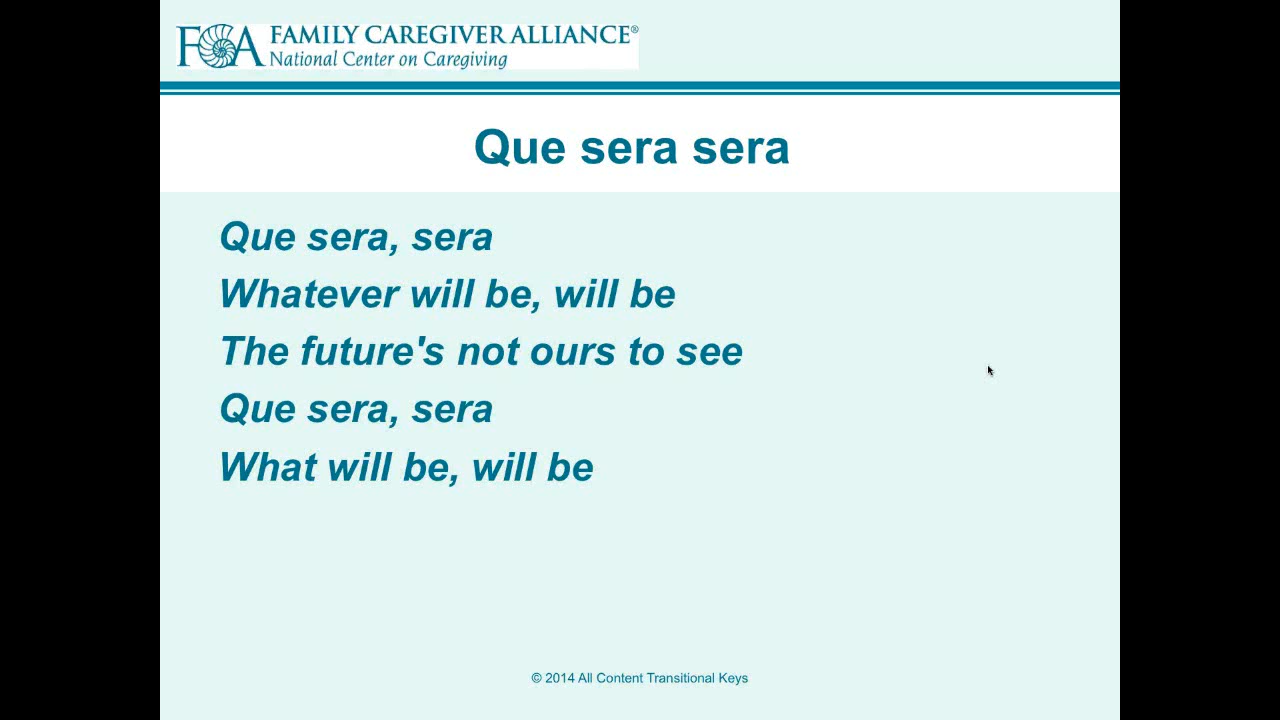 FCA FAMILY CAREGIVER ALLIANCE®
National Center on Caregiving
Que sera sera
Que sera, sera
Whatever will be, will be
The future's not ours to see
Que sera, sera
What will be, will be
© 2014 All Content Transitional Keys